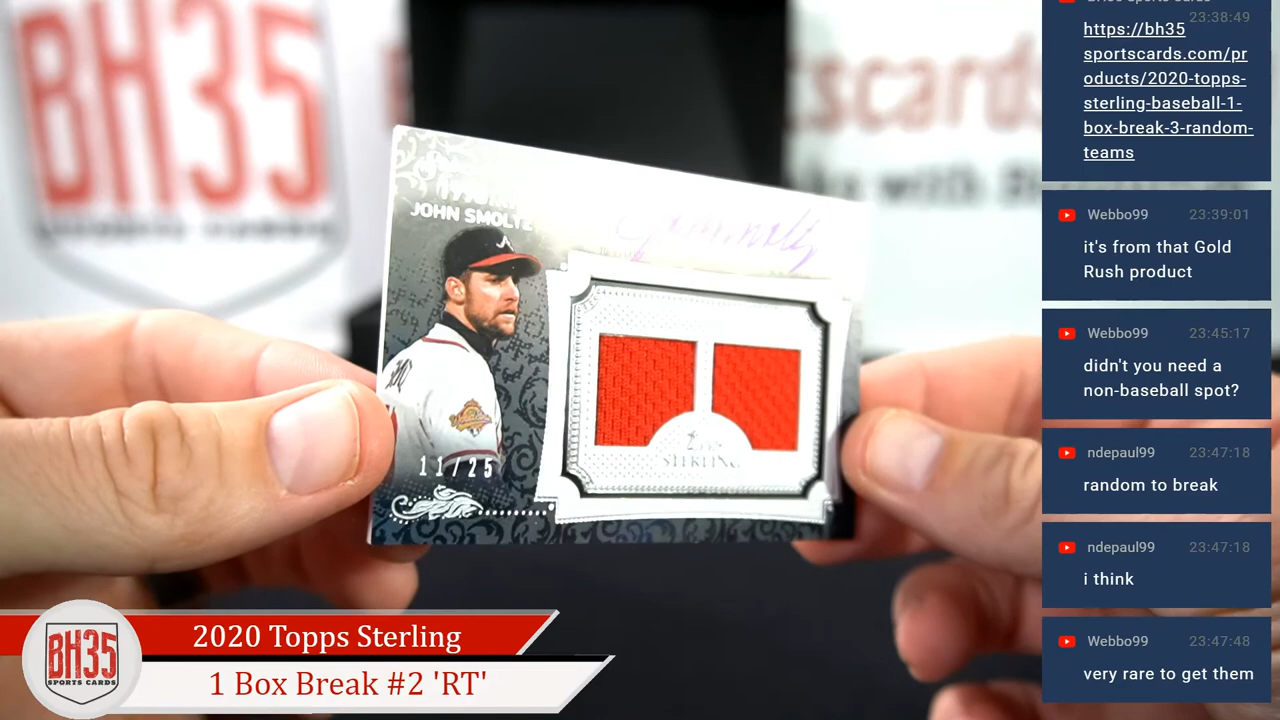 BH35
SPORTS CARDS
JOHN SMOLTZ
11/25
STERLING
2020 Topps Sterling
1 Box Break #2 'RT'
BH35
SPORTS CARDS
23:38:49
https://bh35
sportscards.com/pr
oducts/2020-topps-
sterling-baseball-1-
box-break-3-random-
teams
Webbo99 23:39:01
it's from that Gold
Rush product
Webbo99 23:45:17
didn't you need a
non-baseball spot?
ndepaul99 23:47:18
random to break
ndepaul99 23:47:18
i think
Webbo99 23:47:48
very rare to get them